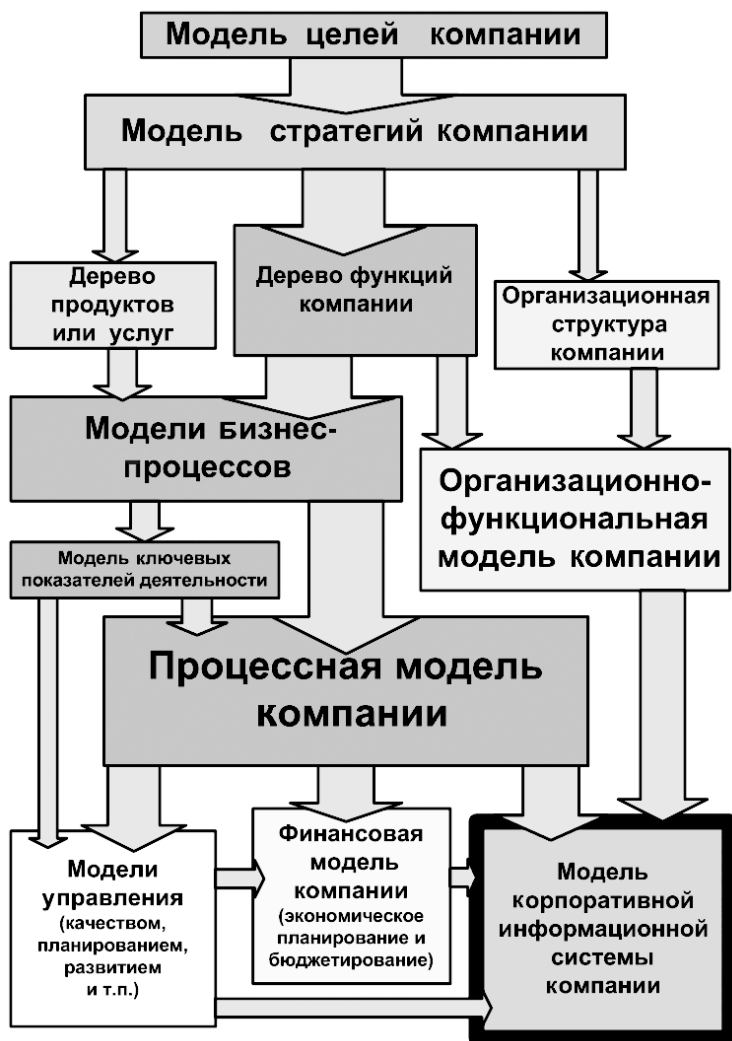 Модель целей компании
Модель стратегий компании
Дерево
продуктов
или услуг
Дерево функций
компании
Организационная
структура
компании
Модели Бизнес-
процессов
Организационно-
функциональная
модель компании
Модель ключевых
показателей деятельности
Процессная модель
компании
Модели
управления
(качеством,
планированием,
развитием
и т.п.)
Финансовая
модель
компании
(экономическое
планирование и
бюджетирование)
Модель
корпоративной
информационной
системы
компании